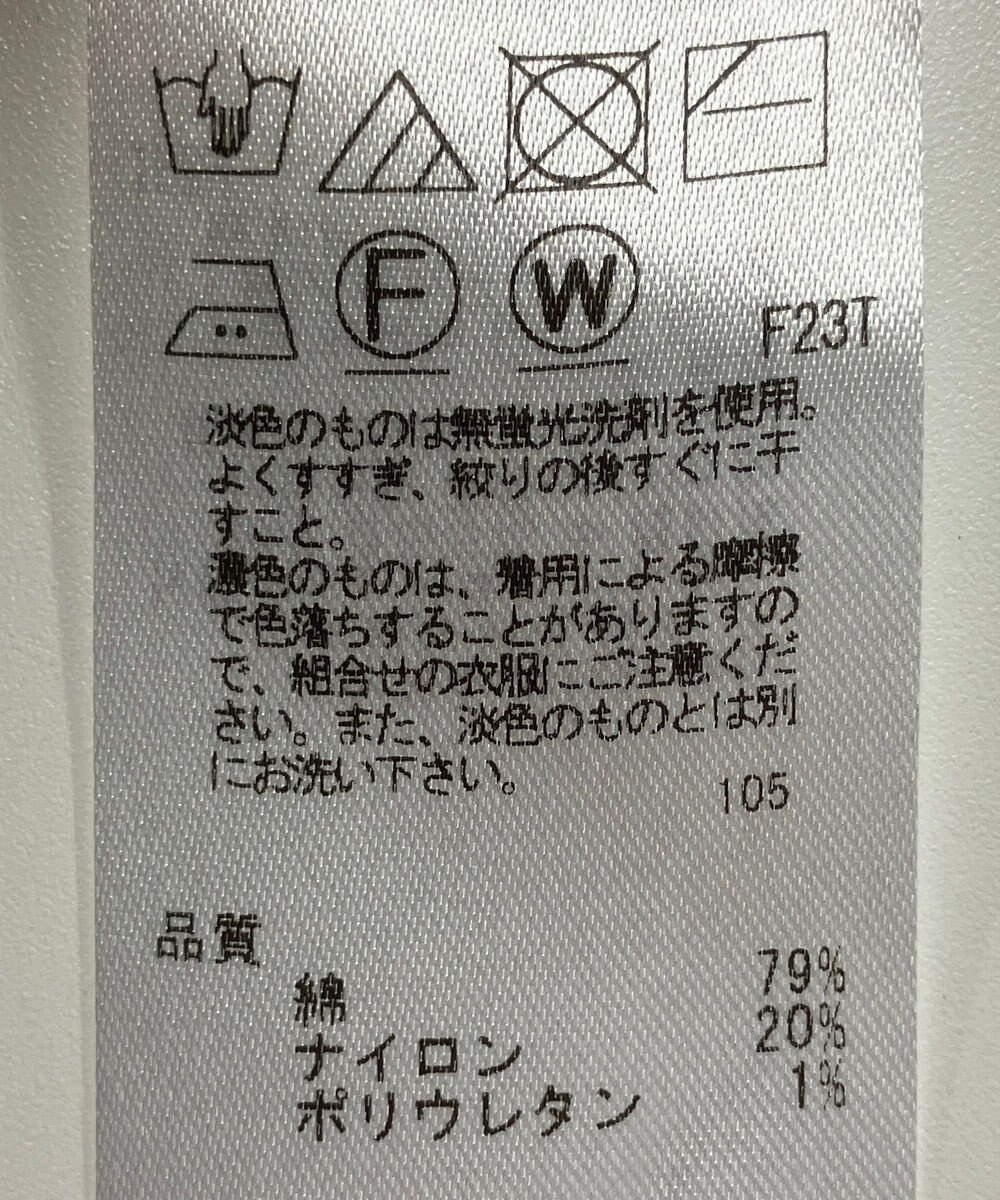 F W F23T
淡色のものは無蛍光洗剤を使用。
よくすすぎ、絞りの後すぐに干
すこと。
濃色のものは、着用による摩擦
で色落ちすることがありますの
で、組合せの衣服にご注意くだ
さい。また、淡色のものとは別
にお洗い下さい。
105
品質
綿 79%
ナイロン 20%
ポリウレタン 1%